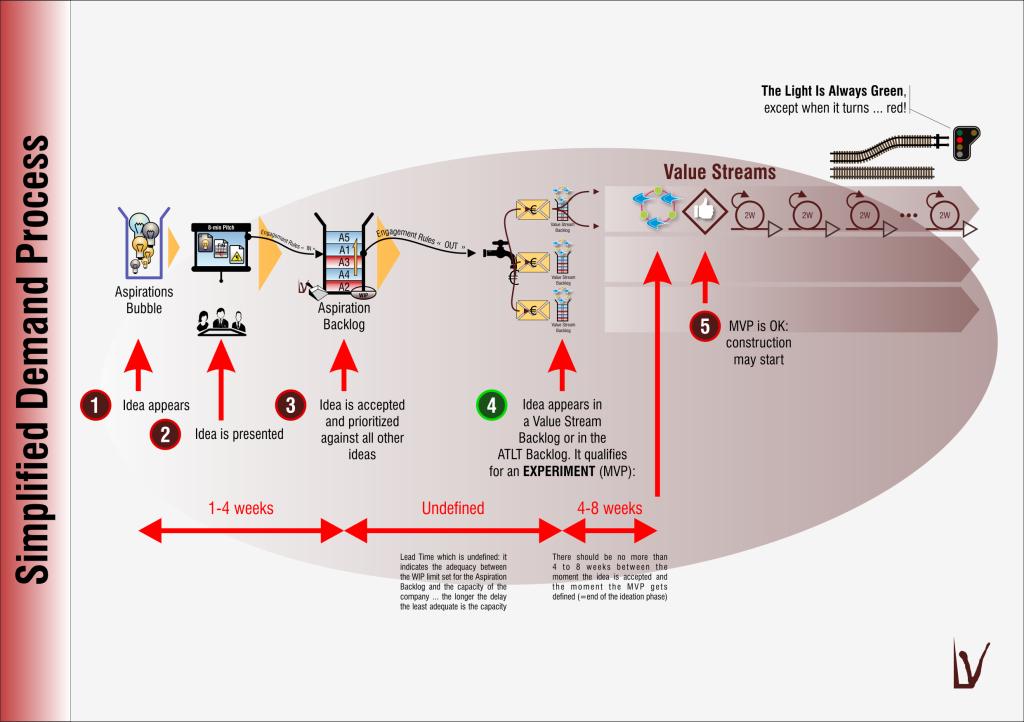 Simplified Demand Process
The Light Is Always Green,
except when it turns ... red!
Value Streams
8-min Pitch
Engagement Rules « IN »
Engagement Rules « OUT »
A5
A1
A3
A4
A2
WIP
Aspirations
Bubble
Aspiration
Backlog
€
Value Stream
Backlog
€
Value Stream
Backlog
€
Value Stream
Backlog
2W
2W
2W
...
2W
1
Idea appears
2
Idea is presented
3
Idea is accepted
and prioritized
against all other
ideas
4
Idea appears in
a Value Stream
Backlog or in the
ATLT Backlog. It qualifies
for an EXPERIMENT (MVP):
5
MVP is OK:
construction
may start
1-4 weeks
Undefined
4-8 weeks
Lead Time which is undefined: it
indicates the adequacy between
the WIP limit set for the Aspiration
Backlog and the capacity of the
company ... the longer the delay
the least adequate is the capacity
There should be no more than
4 to 8 weeks between the
moment the idea is accepted and
the moment the MVP gets
defined (=end of the ideation phase)
LV